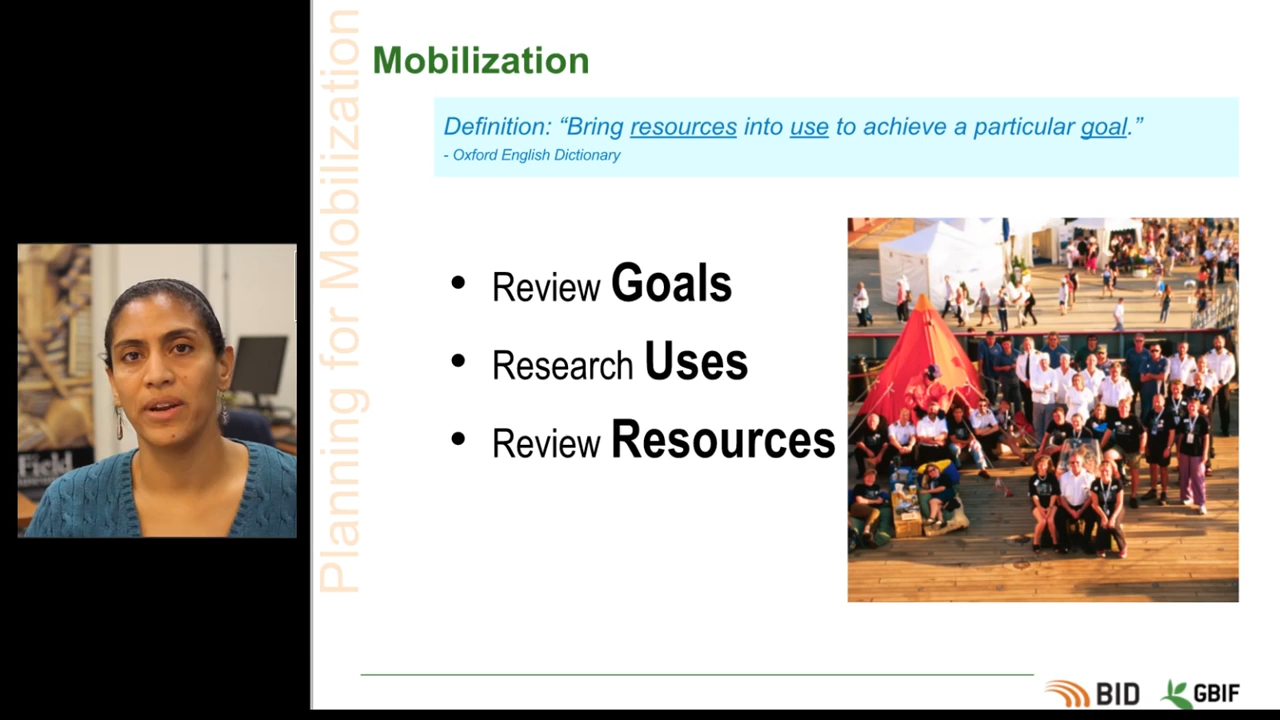 Planning for Mobilization
Mobilization
Definition: “Bring resources into use to achieve a particular goal.”
- Oxford English Dictionary
• Review Goals
• Research Uses
• Review Resources
Field
BID
GBIF